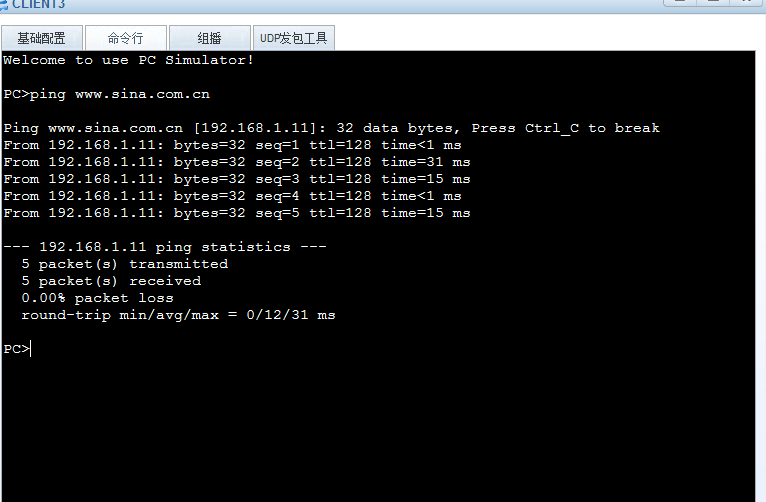 CLIENT3
基础配置 命令行 组播 UDP发包工具
Welcome to use PC Simulator!
PC>ping www.sina.com.cn
Ping www.sina.com.cn [192.168.1.11]: 32 data bytes, Press Ctrl_C to break
From 192.168.1.11: bytes=32 seq=1 ttl=128 time<1 ms
From 192.168.1.11: bytes=32 seq=2 ttl=128 time=31 ms
From 192.168.1.11: bytes=32 seq=3 ttl=128 time=15 ms
From 192.168.1.11: bytes=32 seq=4 ttl=128 time<1 ms
From 192.168.1.11: bytes=32 seq=5 ttl=128 time=15 ms
--- 192.168.1.11 ping statistics ---
5 packet(s) transmitted
5 packet(s) received
0.00% packet loss
round-trip min/avg/max = 0/12/31 ms
PC>